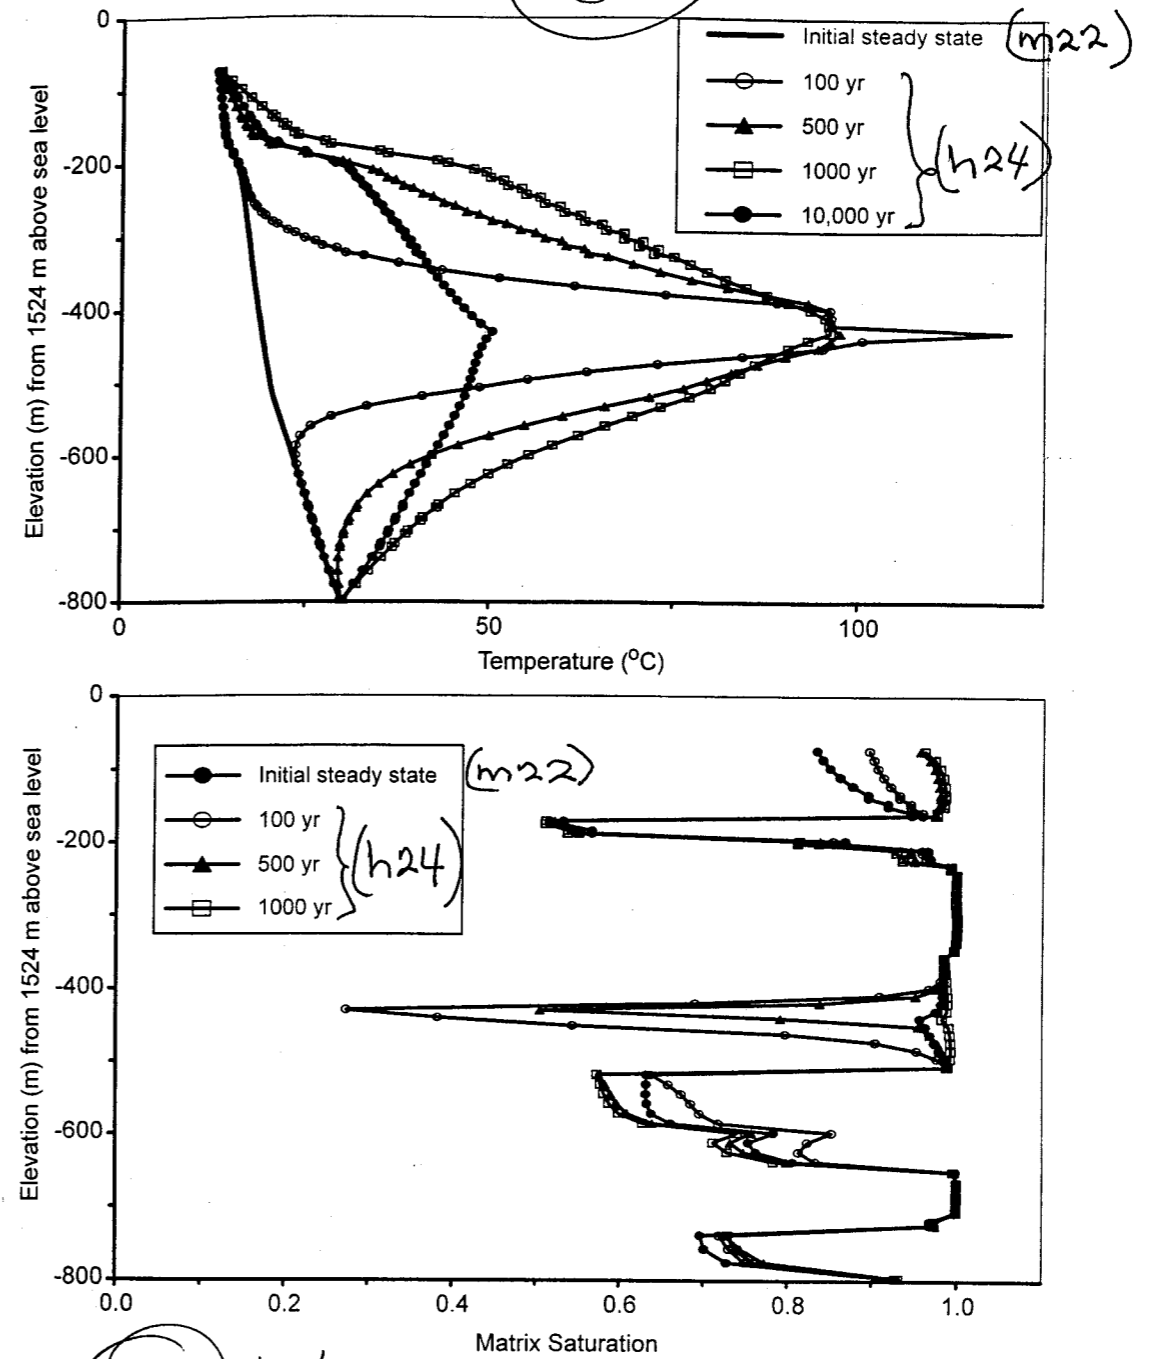 0
-200
-400
-600
-800
Elevation (m) from 1524 m above sea level
Initial steady state (m22)
100 yr
500 yr
1000 yr
10,000 yr
(h24)
0 50 100
Temperature (°C)
0
-200
-400
-600
-800
Elevation (m) from 1524 m above sea level
Initial steady state (m22)
100 yr
500 yr
1000 yr
(h24)
0.0 0.2 0.4 0.6 0.8 1.0
Matrix Saturation